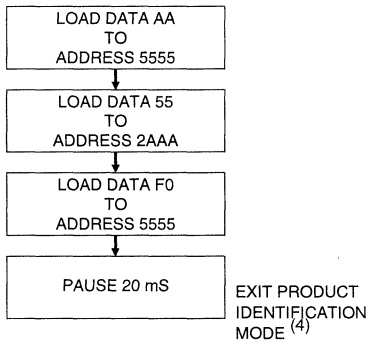 LOAD DATA AA
TO
ADDRESS 5555
LOAD DATA 55
TO
ADDRESS 2AAA
LOAD DATA F0
TO
ADDRESS 5555
PAUSE 20 mS
EXIT PRODUCT
IDENTIFICATION
MODE (4)